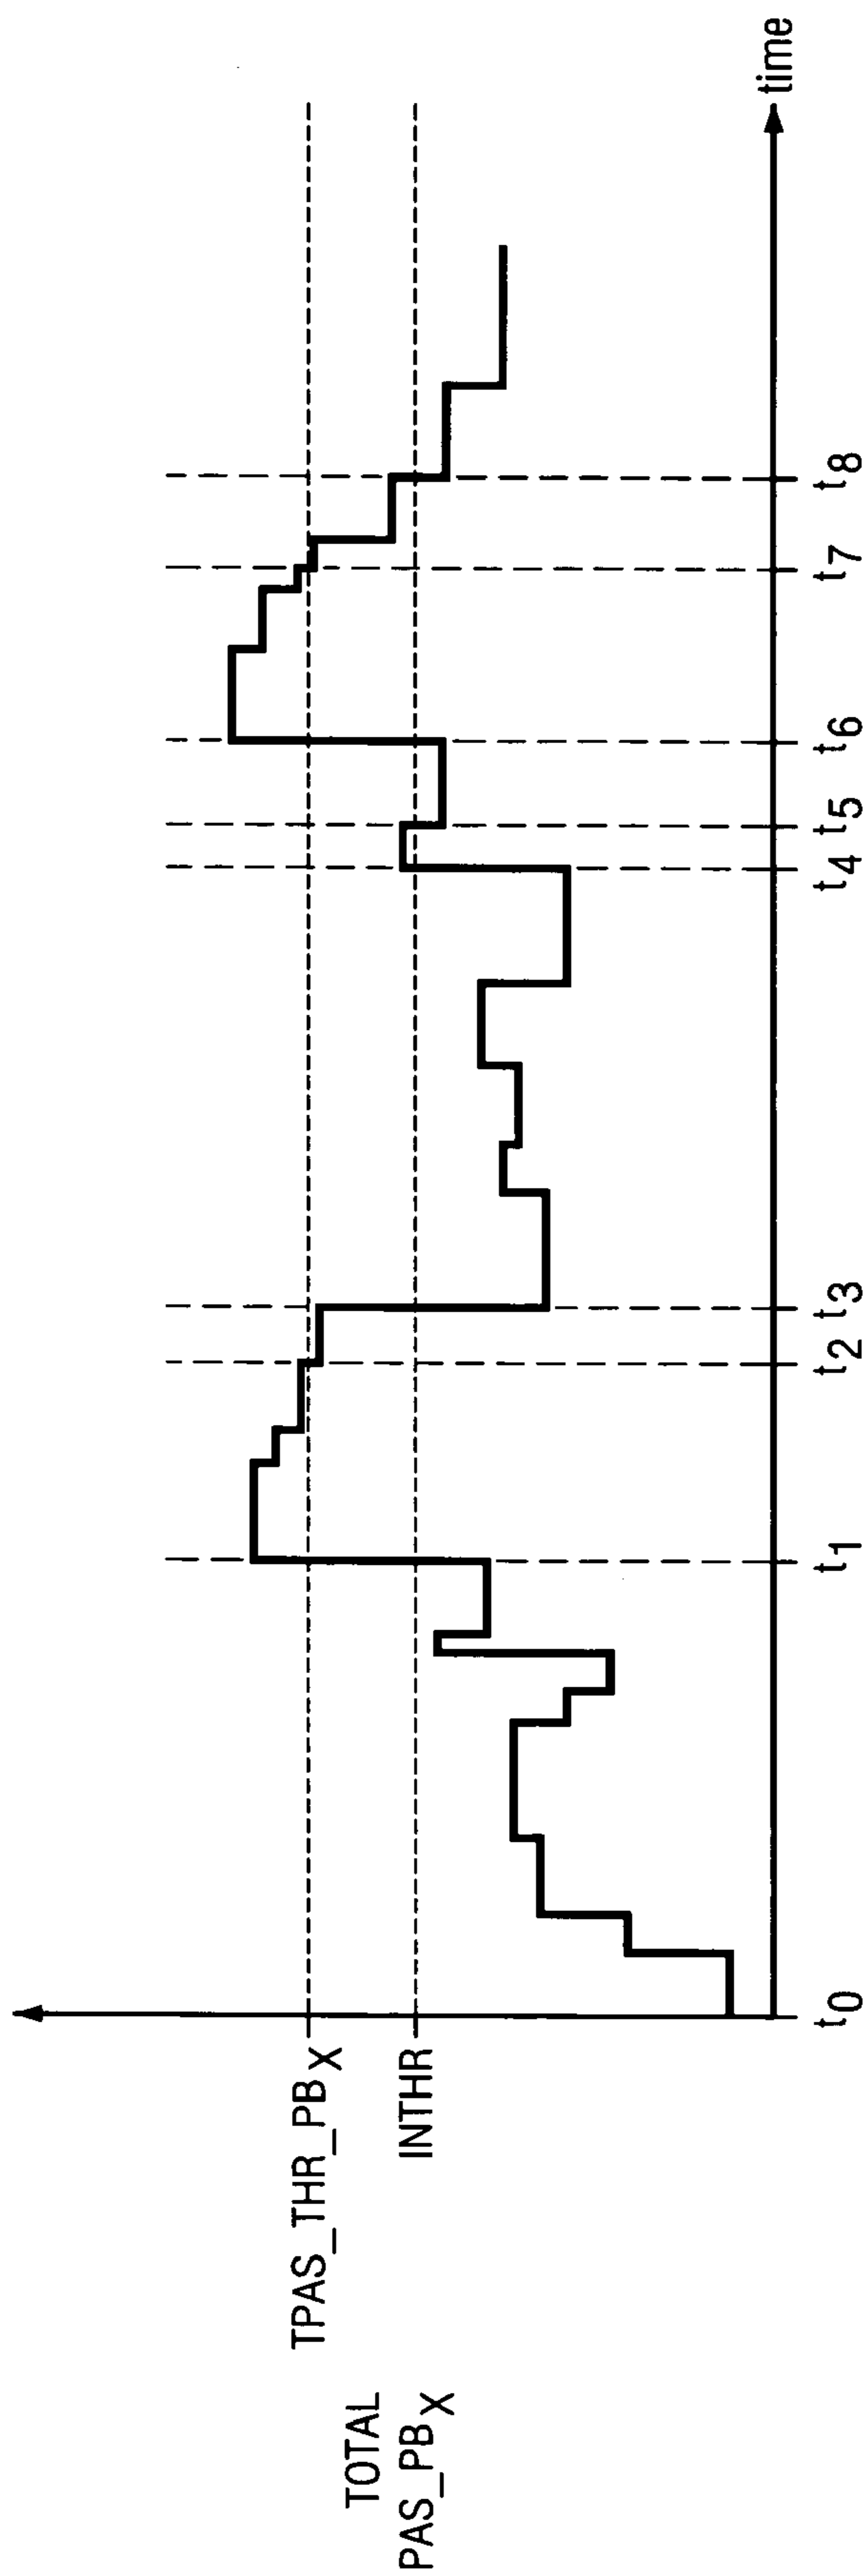 TPAS_THR_PBX
INTHR
TOTAL
PAS_PBX
time
t0
t1
t2
t3
t4
t5
t6
t7
t8